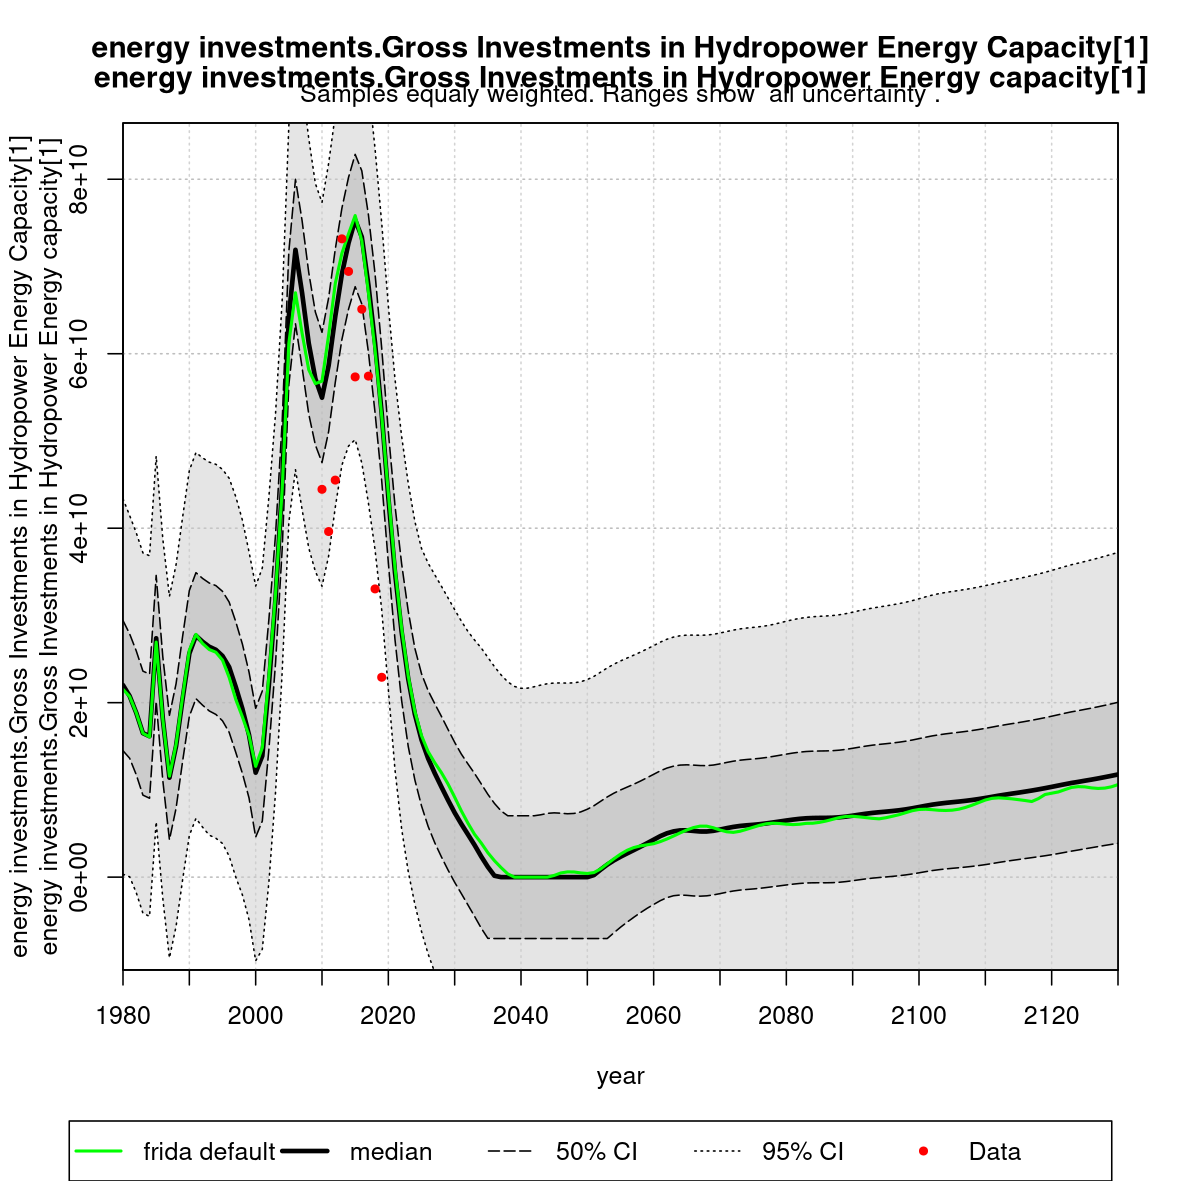 energy investments.Gross Investments in Hydropower Energy Capacity[1]
energy investments.Gross Investments in Hydropower Energy capacity[1]
Samples equaly weighted. Ranges show  all uncertainty .
energy investments.Gross Investments in Hydropower Energy Capacity[1]
energy investments.Gross Investments in Hydropower Energy capacity[1]
8e+10
6e+10
4e+10
2e+10
0e+00
1980 2000 2020 2040 2060 2080 2100 2120
year
frida default median 50% CI 95% CI Data